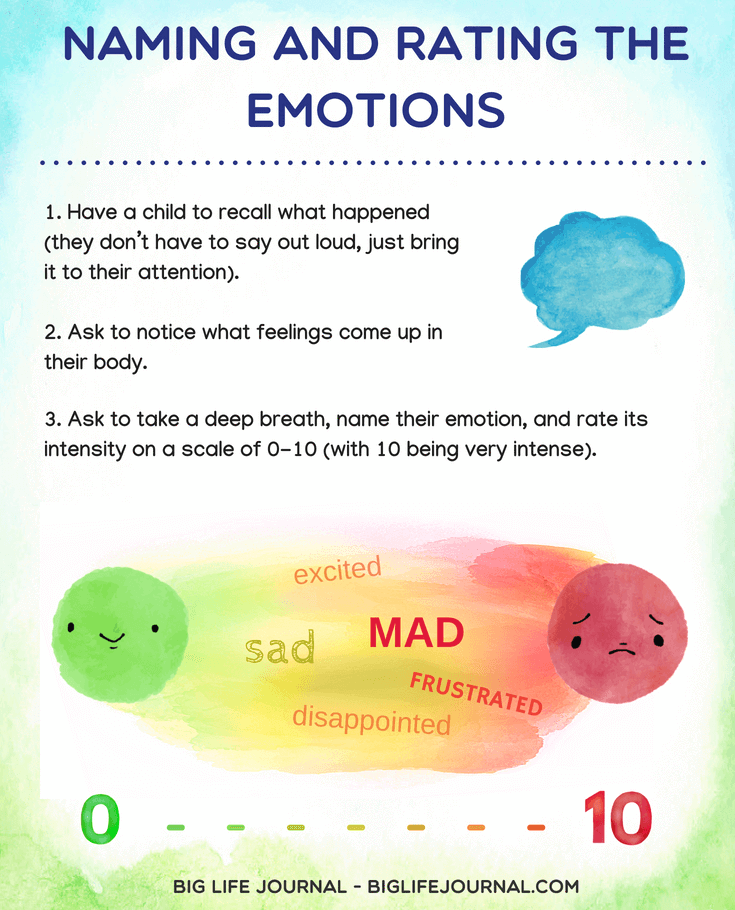 NAMING AND RATING THE
EMOTIONS
1. Have a child to recall what happened
(they don't have to say out loud, just bring
it to their attention).
2. Ask to notice what feelings come up in
their body.
3. Ask to take a deep breath, name their emotion, and rate its
intensity on a scale of 0-10 (with 10 being very intense).
excited
sad
MAD
FRUSTRATED
disappointed
0 - - - - - - - 10
BIG LIFE JOURNAL - BIGLIFEJOURNAL.COM